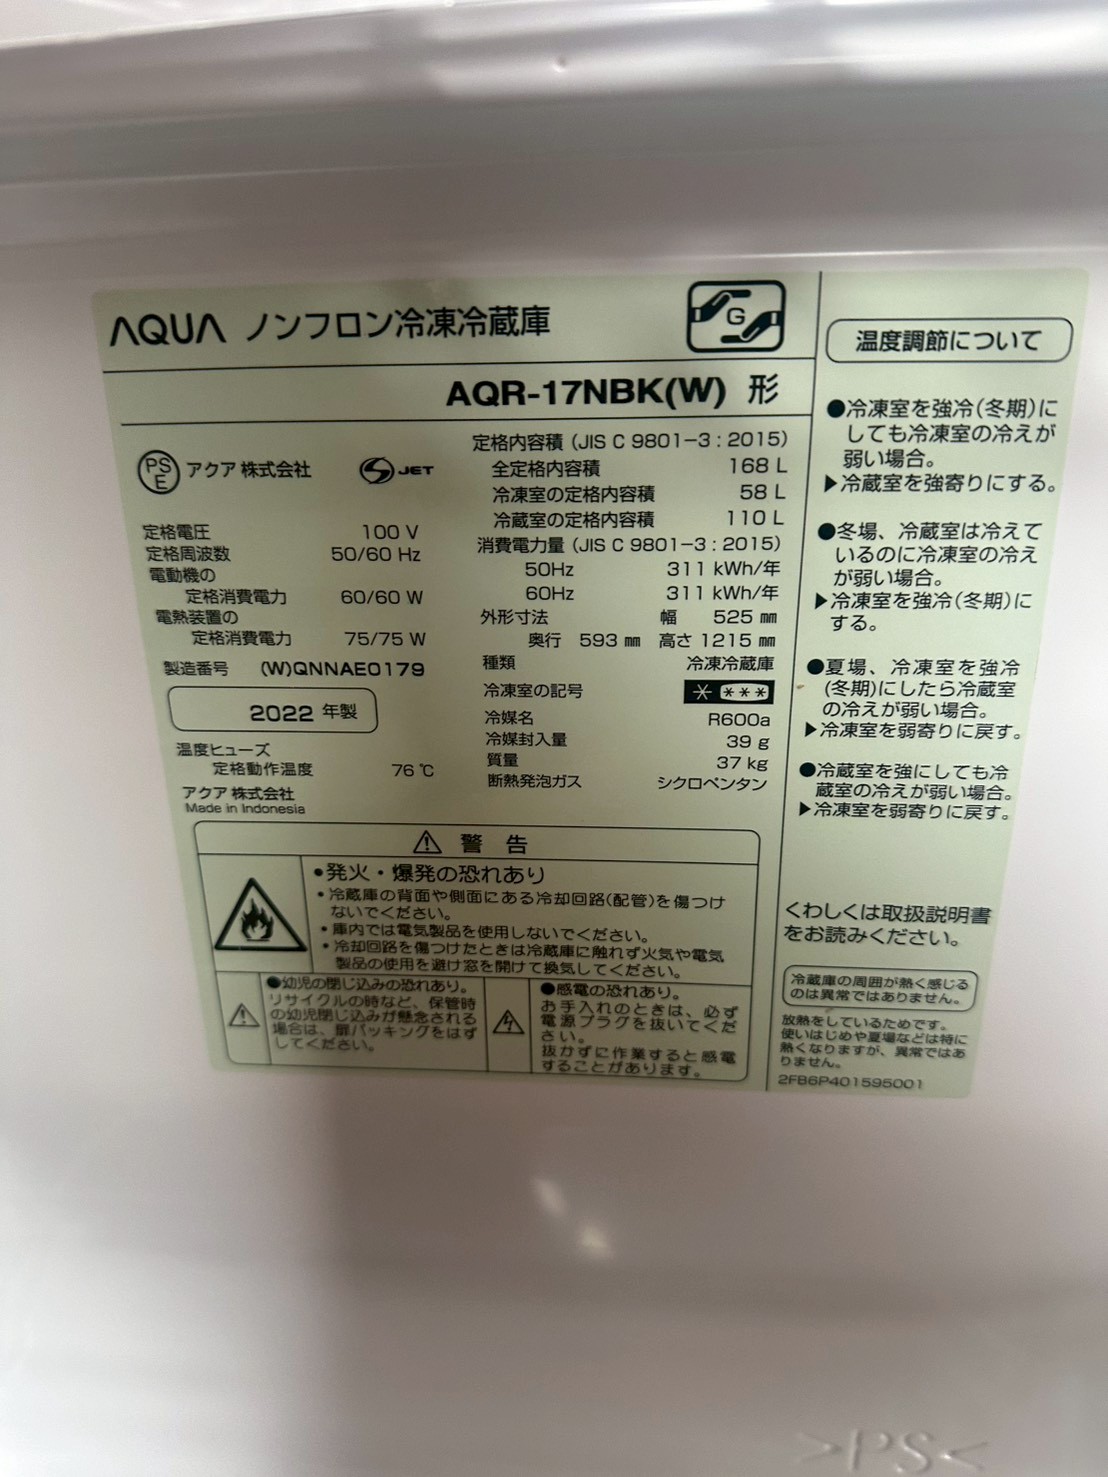 AQUA ノンフロン冷凍冷蔵庫
G
AQR-17NBK(W) 形
PS E アクア 株式会社 S JET
定格電圧 100 V
定格周波数 50/60 Hz
電動機の
定格消費電力 60/60 W
電熱装置の
定格消費電力 75/75 W
製造番号 (W)QNNAE0179
2022 年製
温度ヒューズ
定格動作温度 76 ℃
アクア 株式会社
Made in Indonesia
定格内容積 (JIS C 9801-3 : 2015)
全定格内容積 168 L
冷凍室の定格内容積 58 L
冷蔵室の定格内容積 110 L
消費電力量 (JIS C 9801-3 : 2015)
50Hz 311 kWh/年
60Hz 311 kWh/年
外形寸法 幅 525 ㎜
奥行 593 ㎜ 高さ 1215 ㎜
種類 冷凍冷蔵庫
冷凍室の記号 * ***
冷媒名 R600a
冷媒封入量 39 g
質量 37 kg
断熱発泡ガス シクロペンタン
⚠ 警 告
●発火・爆発の恐れあり
・冷蔵庫の背面や側面にある冷却回路(配管)を傷つけ
ないでください。
・庫内では電気製品を使用しないでください。
・冷却回路を傷つけたときは冷蔵庫に触れず火気や電気
製品の使用を避け窓を開けて換気してください。
●幼児の閉じ込みの恐れあり。
リサイクルの時など、保管時
の幼児閉じ込みが懸念される
場合は、扉パッキングをはず
してください。
●感電の恐れあり。
お手入れのときは、必ず
電源プラグを抜いてくだ
さい。
抜かずに作業すると感電
することがあります。
温度調節について
●冷凍室を強冷(冬期)に
しても冷凍室の冷えが
弱い場合。
▶冷蔵室を強寄りにする。
●冬場、冷蔵室は冷えて
いるのに冷凍室の冷え
が弱い場合。
▶冷凍室を強冷(冬期)に
する。
●夏場、冷凍室を強冷
(冬期)にしたら冷蔵室
の冷えが弱い場合。
▶冷凍室を弱寄りに戻す。
●冷蔵室を強にしても冷
蔵室の冷えが弱い場合。
▶冷凍室を弱寄りに戻す。
くわしくは取扱説明書
をお読みください。
冷蔵庫の周囲が熱く感じる
のは異常ではありません。
放熱をしているためです。
使いはじめや夏場などは特に
熱くなりますが、異常ではあ
りません。
2FB6P401595001
>PS<